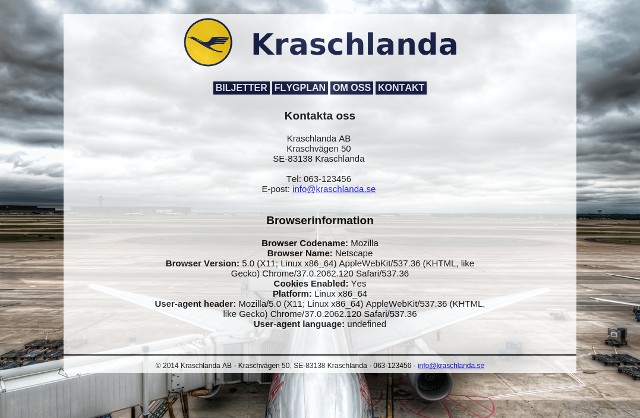 Kraschlanda
BILJETTER FLYGPLAN OM OSS KONTAKT
Kontakta oss
Kraschlanda AB
Kraschvägen 50
SE-83138 Kraschlanda
Tel: 063-123456
E-post: info@kraschlanda.se
Browserinformation
Browser Codename: Mozilla
Browser Name: Netscape
Browser Version: 5.0 (X11; Linux x86_64) AppleWebKit/537.36 (KHTML, like
Gecko) Chrome/37.0.2062.120 Safari/537.36
Cookies Enabled: Yes
Platform: Linux x86_64
User-agent header: Mozilla/5.0 (X11; Linux x86_64) AppleWebKit/537.36 (KHTML,
like Gecko) Chrome/37.0.2062.120 Safari/537.36
User-agent language: undefined
© 2014 Kraschlanda AB - Kraschvägen 50, SE-83138 Kraschlanda - 063-123456 - info@kraschlanda.se